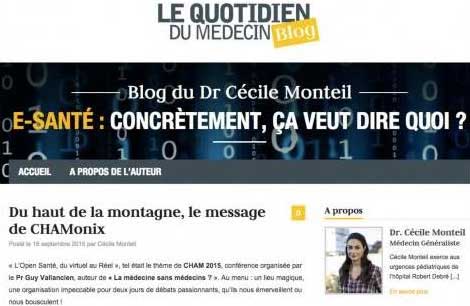 LE QUOTIDIEN
DU MEDECIN Blog
Blog du Dr Cécile Monteil
E-SANTÉ : CONCRÈTEMENT, ÇA VEUT DIRE QUOI ?
ACCUEIL A PROPOS DE L'AUTEUR
Du haut de la montagne, le message
de CHAMonix
0
Posté le 18 septembre 2015 par Cécile Monteil
« L'Open Santé, du virtuel au Réel », tel était le thème de CHAM 2015, conférence organisée par
le Pr Guy Vallancien, auteur de « La médecine sans médecins ? ». Au menu : un lieu magique,
une organisation impeccable pour deux jours de débats passionnants, qu'ils nous émerveillent ou
nous bousculent !
A propos
Dr. Cécile Monteil
Médecin Généraliste
Cécile Monteil exerce aux
urgences pédiatriques de
l'hôpital Robert Debré [...]
En savoir plus